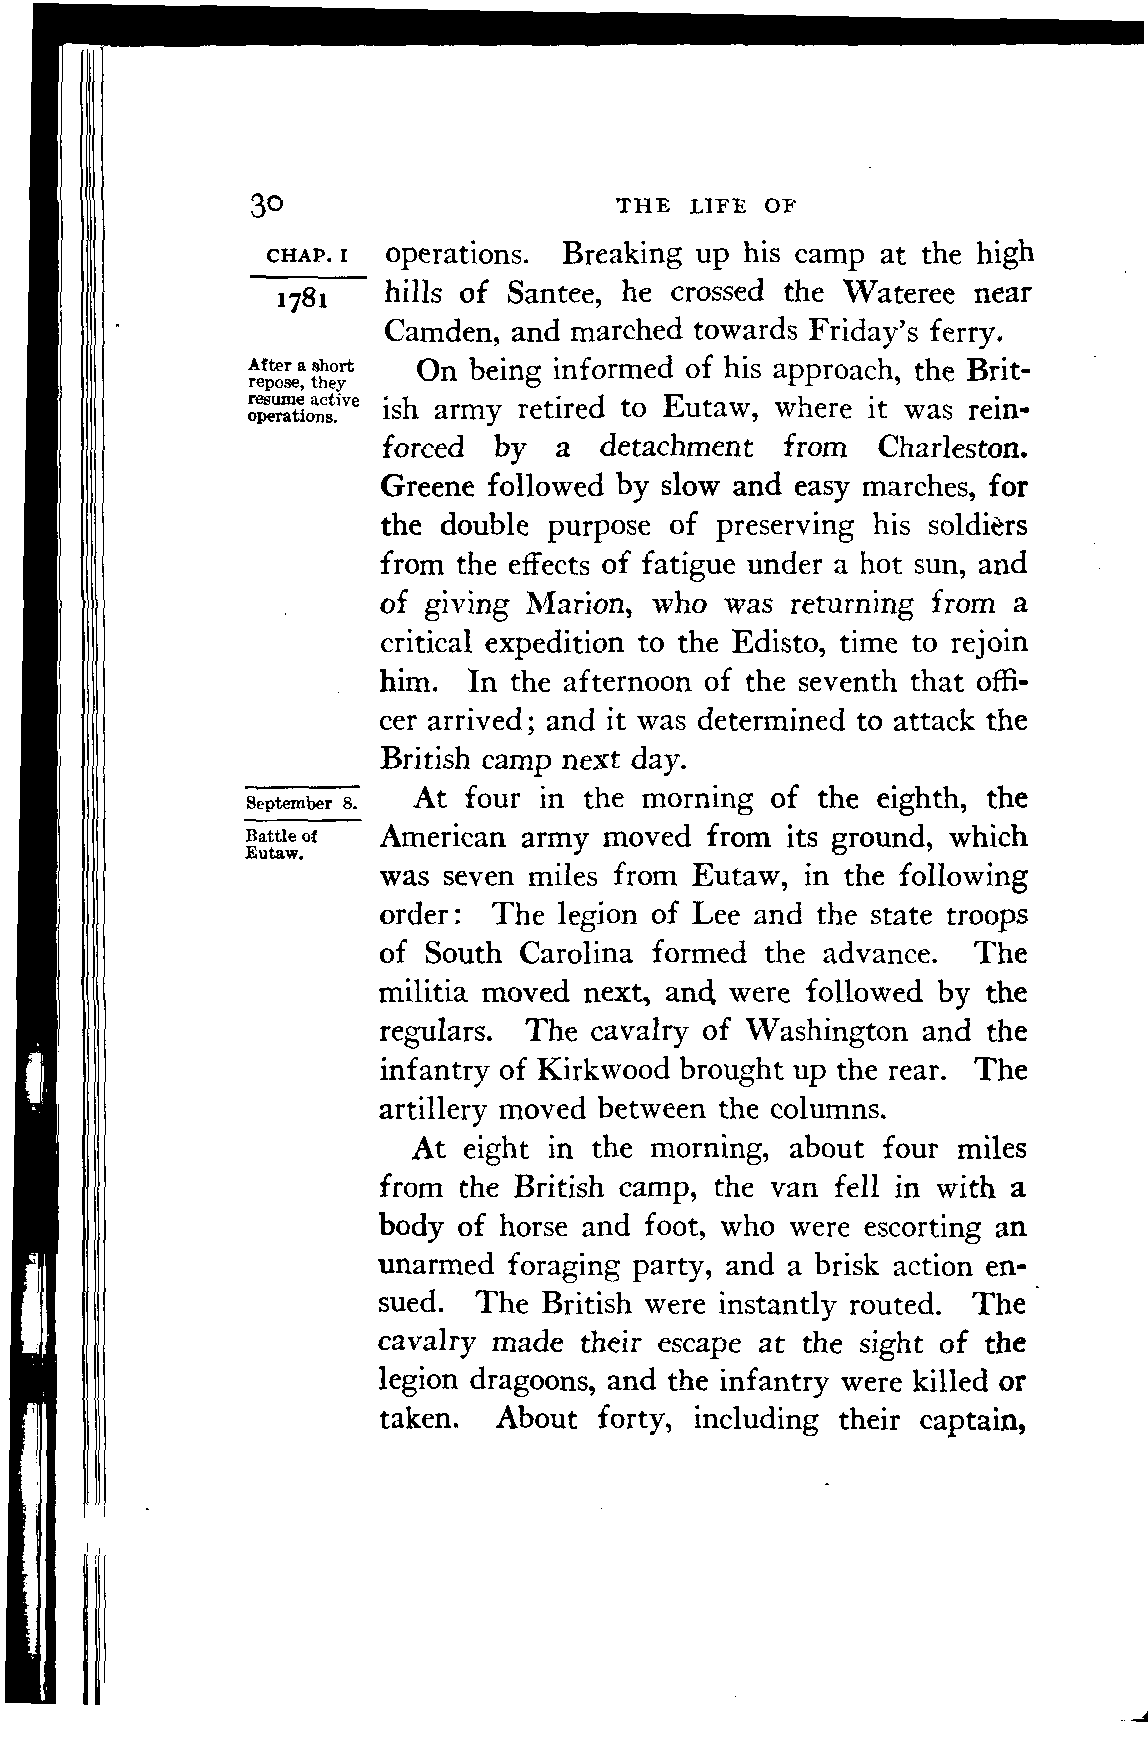 30 THE LIFE OF
CHAP. I operations. Breaking up his camp at the high
1781 hills of Santee, he crossed the Wateree near
Camden, and marched towards Friday's ferry.
After a short
repose, they
resume active
operations.
On being informed of his approach, the Brit-
ish army retired to Eutaw, where it was rein-
forced by a detachment from Charleston.
Greene followed by slow and easy marches, for
the double purpose of preserving his soldiers
from the effects of fatigue under a hot sun, and
of giving Marion, who was returning from a
critical expedition to the Edisto, time to rejoin
him. In the afternoon of the seventh that offi-
cer arrived; and it was determined to attack the
British camp next day.
September 8.
Battle of
Eutaw.
At four in the morning of the eighth, the
American army moved from its ground, which
was seven miles from Eutaw, in the following
order: The legion of Lee and the state troops
of South Carolina formed the advance. The
militia moved next, and were followed by the
regulars. The cavalry of Washington and the
infantry of Kirkwood brought up the rear. The
artillery moved between the columns.
At eight in the morning, about four miles
from the British camp, the van fell in with a
body of horse and foot, who were escorting an
unarmed foraging party, and a brisk action en-
sued. The British were instantly routed. The
cavalry made their escape at the sight of the
legion dragoons, and the infantry were killed or
taken. About forty, including their captain,